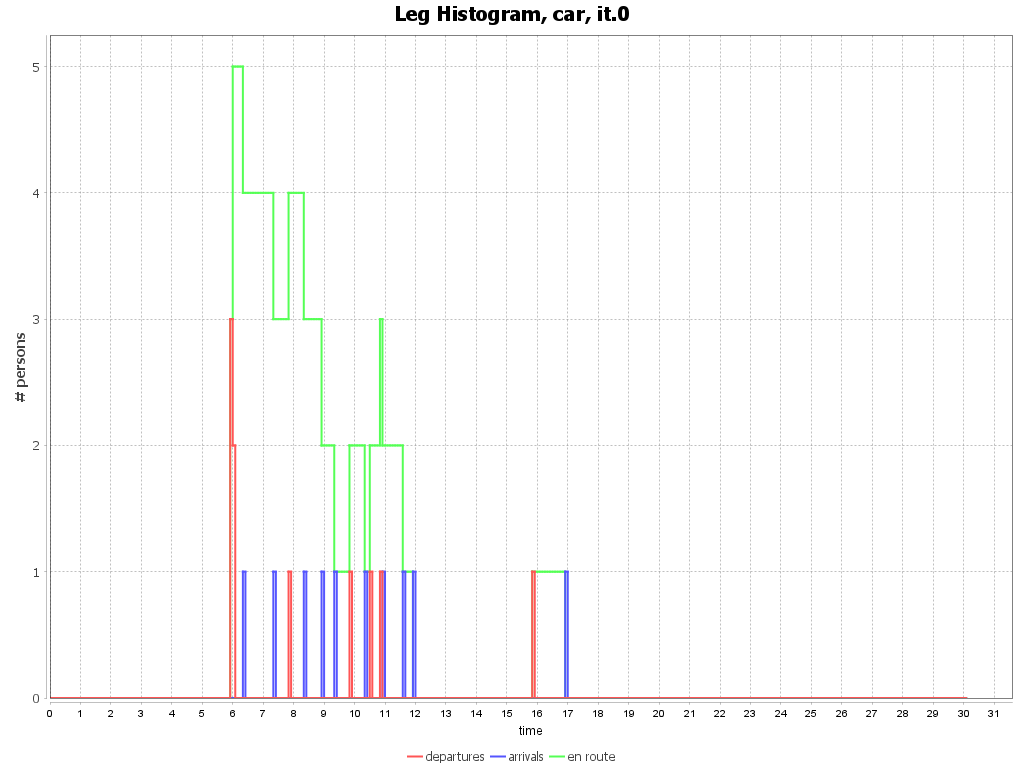 Leg Histogram, car, it.0
# persons
5
4
3
2
1
0
0 1 2 3 4 5 6 7 8 9 10 11 12 13 14 15 16 17 18 19 20 21 22 23 24 25 26 27 28 29 30 31
time
departures arrivals en route